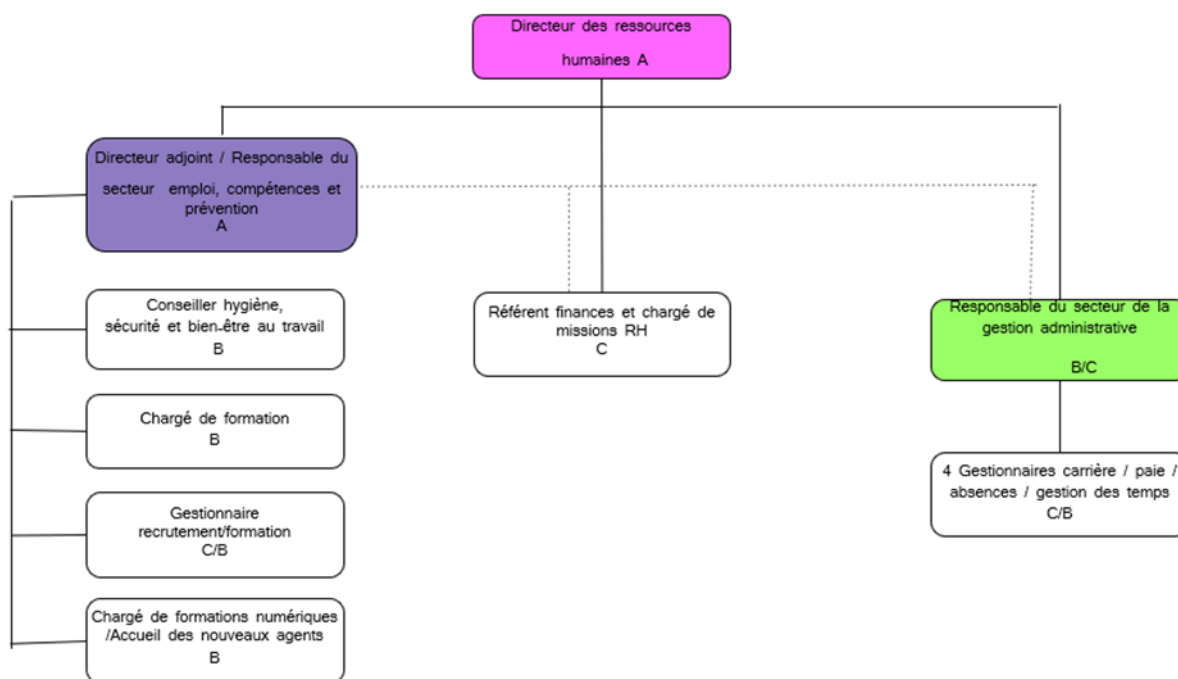 Directeur des ressources
humaines A
Directeur adjoint / Responsable du
secteur emploi, compétences et
prévention
A
Conseiller hygiène,
sécurité et bien-être au travail
B
Référent finances et chargé de
missions RH
C
Responsable du secteur de la
gestion administrative
B/C
Chargé de formation
B
4 Gestionnaires carrière / paie /
absences / gestion des temps
C/B
Gestionnaire
recrutement/formation
C/B
Chargé de formations numériques
/Accueil des nouveaux agents
B